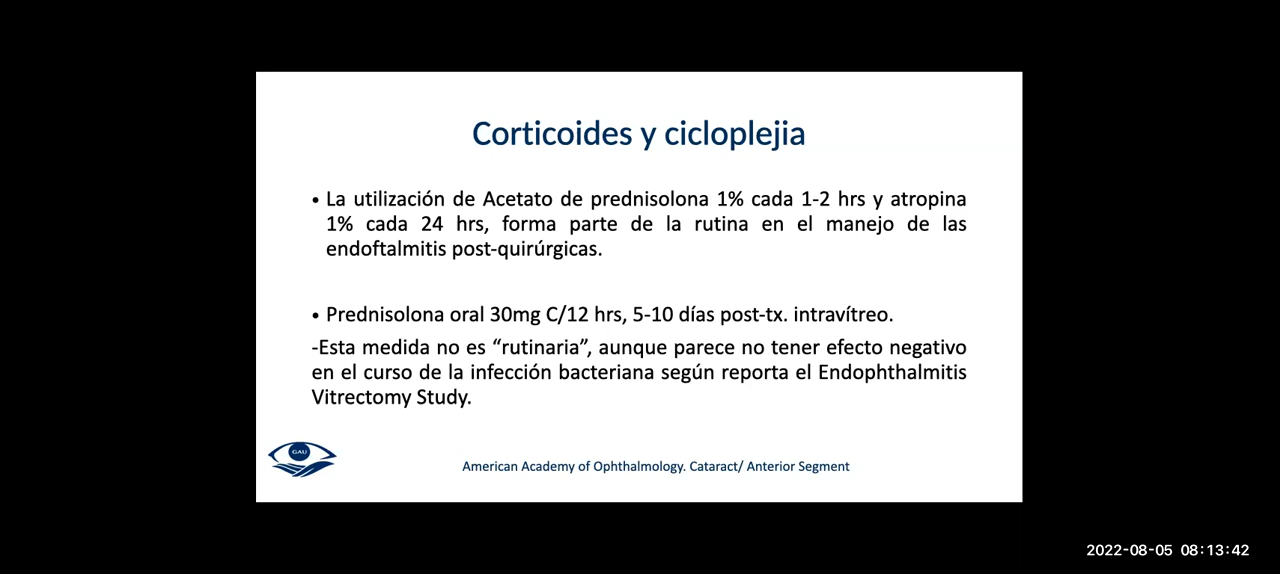 Corticoides y cicloplejia
• La utilización de Acetato de prednisolona 1% cada 1-2 hrs y atropina
1% cada 24 hrs, forma parte de la rutina en el manejo de las
endoftalmitis post-quirúrgicas.
• Prednisolona oral 30mg C/12 hrs, 5-10 días post-tx. intravítreo.
-Esta medida no es “rutinaria”, aunque parece no tener efecto negativo
en el curso de la infección bacteriana según reporta el Endophthalmitis
Vitrectomy Study.
GAU
American Academy of Ophthalmology. Cataract/ Anterior Segment
2022-08-05 08:13:42